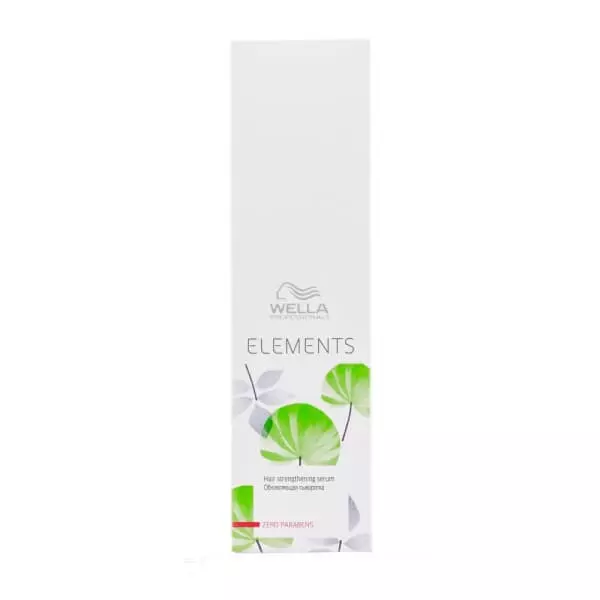 WELLA
PROFESSIONALS
ELEMENTS
Hair strengthening serum
Обновляющая сыворотка
ZERO PARABENS